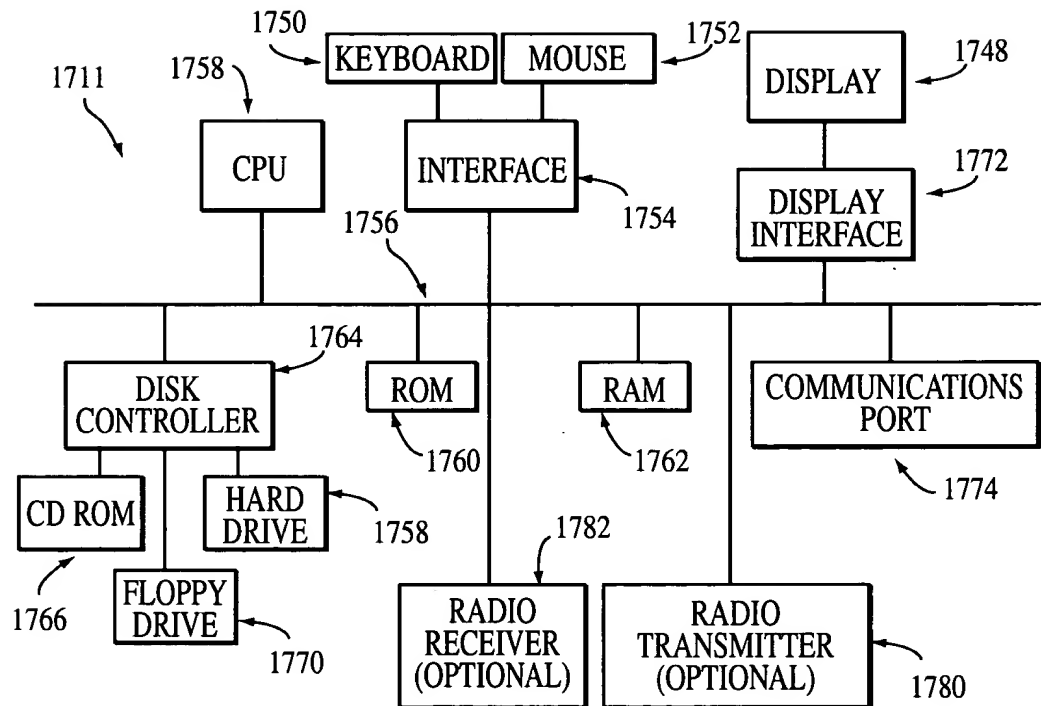 1750
KEYBOARD
MOUSE
1752
1758
1711
DISPLAY
1748
CPU
INTERFACE
1754
1772
DISPLAY
INTERFACE
1756
1764
DISK
CONTROLLER
ROM
1760
RAM
1762
COMMUNICATIONS
PORT
1774
CD ROM
1766
HARD
DRIVE
1758
FLOPPY
DRIVE
1770
1782
RADIO
RECEIVER
(OPTIONAL)
RADIO
TRANSMITTER
(OPTIONAL)
1780